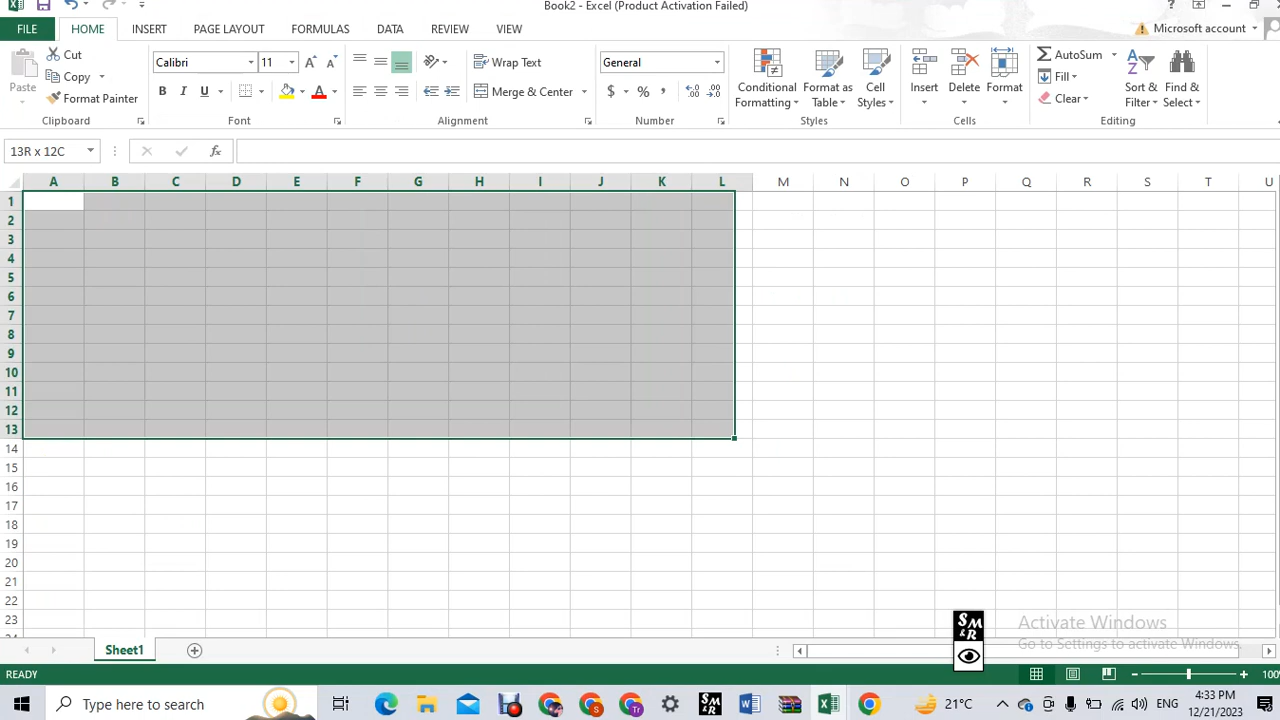 Book2 - Excel (Product Activation Failed)
?
FILE HOME INSERT PAGE LAYOUT FORMULAS DATA REVIEW VIEW Microsoft account
Cut
Copy
Format Painter
Paste
Clipboard
Calibri 11
B I U A
Font
Wrap Text
Merge & Center
Alignment
General
$ % ,
Number
Conditional Formatting
Format as Table
Cell Styles
Styles
Insert Delete Format
Cells
AutoSum
Fill
Clear
Sort & Filter
Find & Select
Editing
13R x 12C fx
A B C D E F G H I J K L M N O P Q R S T U
1
2
3
4
5
6
7
8
9
10
11
12
13
14
15
16
17
18
19
20
21
22
23
SM
&R
Activate Windows
Go to Settings to activate Windows.
Sheet1
READY
Type here to search
21°C
ENG
4:33 PM
12/21/2023